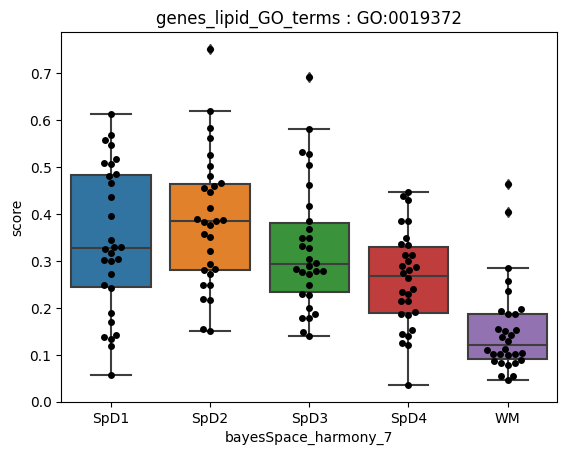 genes_lipid_GO_terms : GO:0019372
0.7
0.6
0.5
0.4
0.3
0.2
0.1
0.0
score
SpD1 SpD2 SpD3 SpD4 WM
bayesSpace_harmony_7